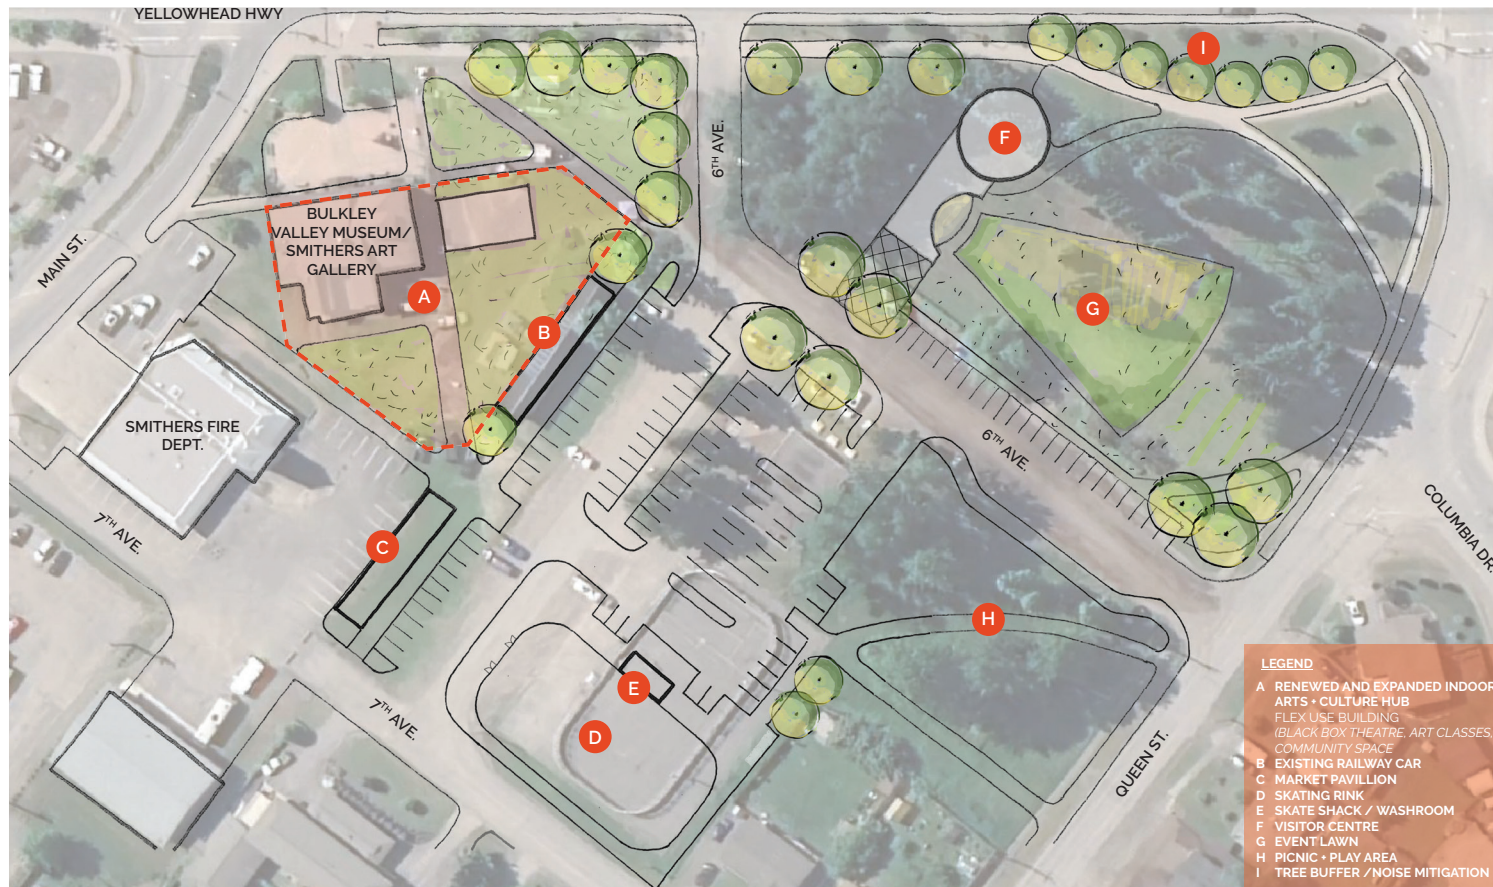 YELLOWHEAD HWY
I
F
6TH AVE.
BULKLEY
VALLEY MUSEUM/
SMITHERS ART
GALLERY
MAIN ST.
A
G
B
SMITHERS FIRE
DEPT.
6TH AVE.
COLUMBIA DR.
7TH AVE.
C
H
E
D
7TH AVE.
QUEEN ST.
LEGEND
A RENEWED AND EXPANDED INDOOR
ARTS + CULTURE HUB
FLEX USE BUILDING
(BLACK BOX THEATRE, ART CLASSES,
COMMUNITY SPACE
B EXISTING RAILWAY CAR
C MARKET PAVILLION
D SKATING RINK
E SKATE SHACK / WASHROOM
F VISITOR CENTRE
G EVENT LAWN
H PICNIC + PLAY AREA
I TREE BUFFER /NOISE MITIGATION